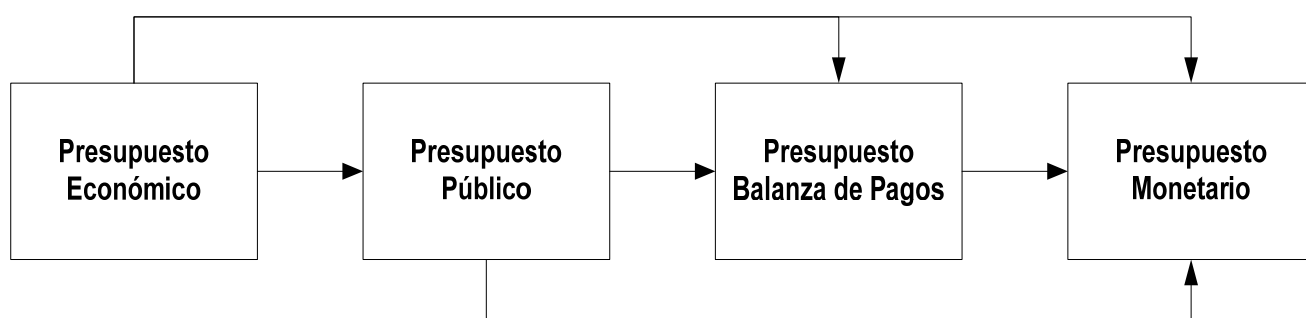 Presupuesto
Económico
Presupuesto
Público
Presupuesto
Balanza de Pagos
Presupuesto
Monetario